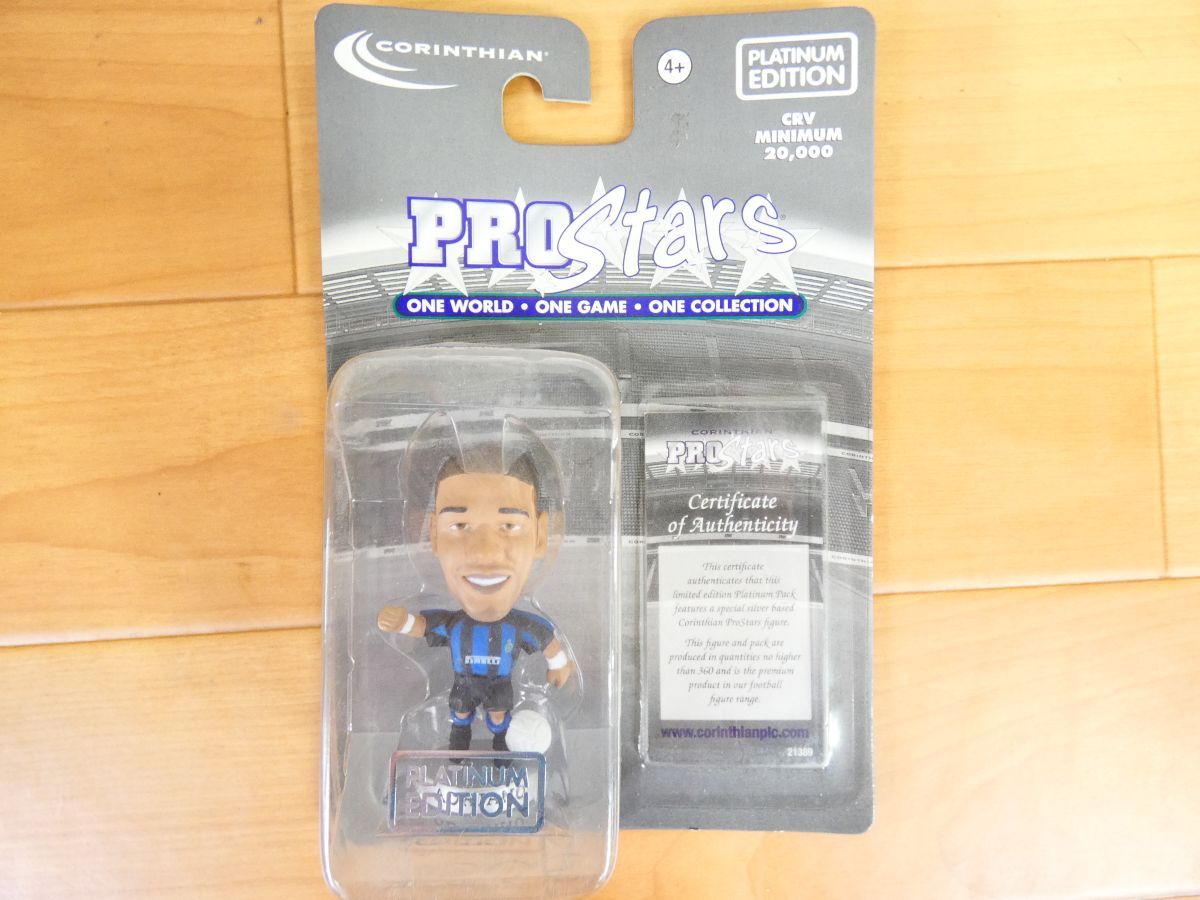 CORINTHIAN®
4+
PLATINUM
EDITION
CRV
MINIMUM
20,000
PROStars®
ONE WORLD • ONE GAME • ONE COLLECTION
CORINTHIAN
PROStars
Certificate
of Authenticity
This certificate
authenticates that this
limited edition Platinum Pack
features a special silver based
Corinthian ProStars figure.
This figure and pack are
produced in quantities no higher
than 360 and is the premium
product in our football
figure range.
www.corinthianplc.com
21389
PIRELLI
PLATINUM
EDITION